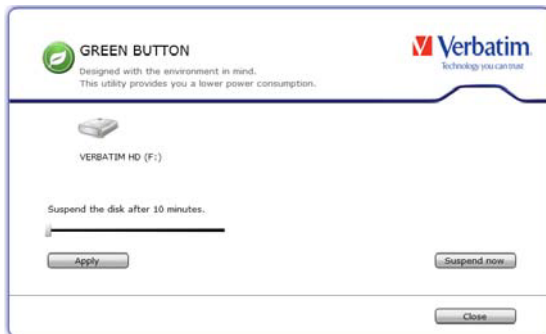 GREEN BUTTON
Designed with the environment in mind.
This utility provides you a lower power consumption.
Verbatim.
Technology you can trust
VERBATIM HD (F:)
Suspend the disk after 10 minutes.
Apply
Suspend now
Close